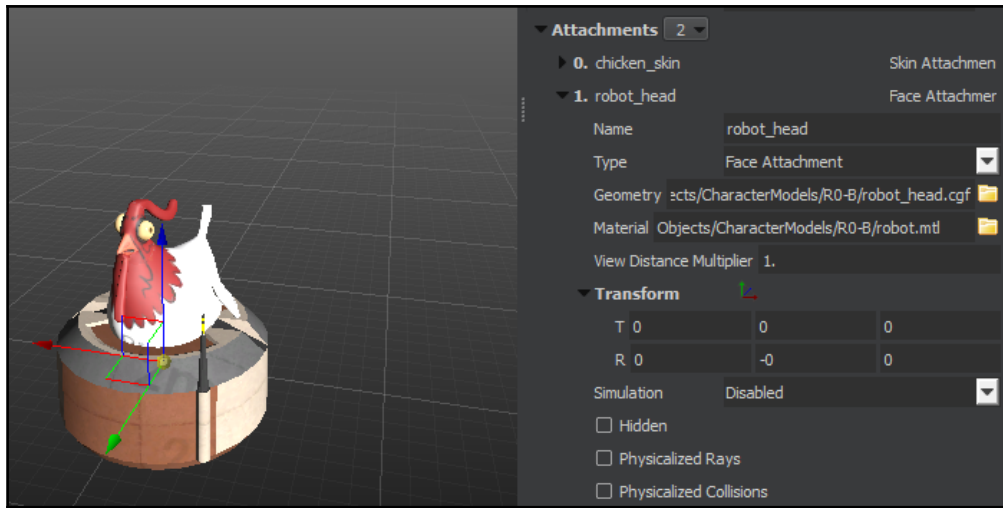 Attachments 2
0. chicken_skin Skin Attachmen
1. robot_head Face Attachmer
Name robot_head
Type Face Attachment
Geometry ects/CharacterModels/R0-B/robot_head.cgf
Material Objects/CharacterModels/R0-B/robot.mtl
View Distance Multiplier 1.
Transform
T 0 0 0
R 0 -0 0
Simulation Disabled
Hidden
Physicalized Rays
Physicalized Collisions